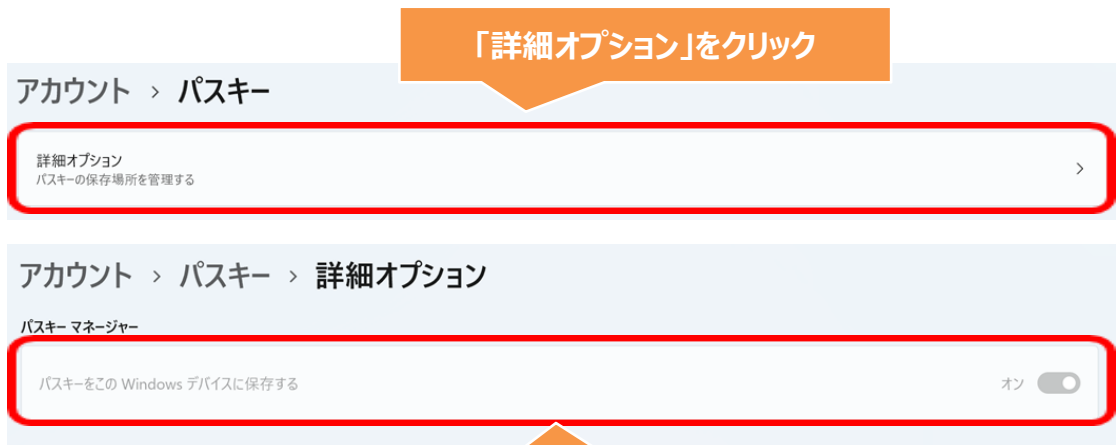 「詳細オプション」をクリック
アカウント > パスキー
詳細オプション
パスキーの保存場所を管理する
アカウント > パスキー > 詳細オプション
パスキー マネージャー
パスキーをこの Windows デバイスに保存する
オン